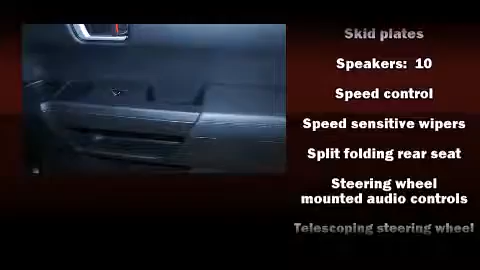 Skid plates
Speakers: 10
Speed control
Speed sensitive wipers
Split folding rear seat
Steering wheel
mounted audio controls
Telescoping steering wheel